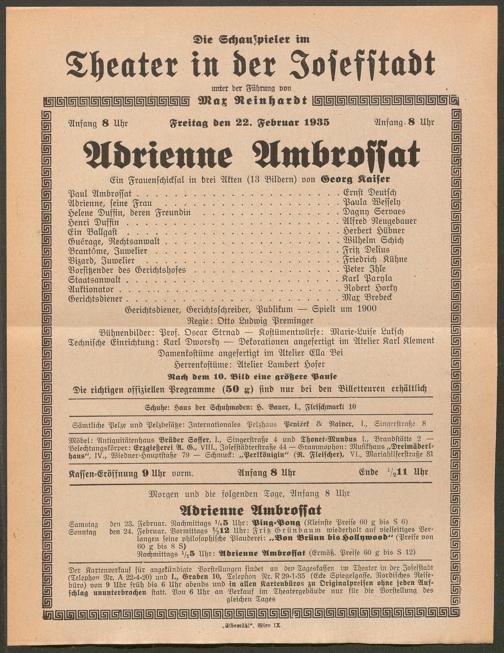 Die Schauspieler im
Theater in der Josefstadt
unter der Führung von
Max Reinhardt
Anfang 8 Uhr Freitag den 22. Februar 1935 Anfang 8 Uhr
Adrienne Ambrossat
Ein Frauenschicksal in drei Akten (13 Bildern) von Georg Kaiser
Paul Ambrossat . . . Ernst Deutsch
Adrienne, seine Frau . . . Paula Wessely
Helene Duffin, deren Freundin . . . Dagny Servaes
Henri Duffin . . . Alfred Neugebauer
Ein Ballgast . . . Herbert Hübner
Guérage, Rechtsanwalt . . . Wilhelm Schich
Brantôme, Juwelier . . . Fritz Delius
Bizard, Juwelier . . . Friedrich Kühne
Vorsitzender des Gerichtshofes . . . Peter Ihle
Staatsanwalt . . . Karl Paryla
Auktionator . . . Robert Horky
Gerichtsdiener . . . Max Brebeck
Gerichtsdiener, Gerichtsschreiber, Publikum — Spielt um 1900
Regie: Otto Ludwig Preminger
Bühnenbilder: Prof. Oscar Strnad — Kostümentwürfe: Marie-Luise Lutsch
Technische Einrichtung: Karl Dworsky — Dekorationen angefertigt im Atelier Karl Klement
Damenkostüme angefertigt im Atelier Ella Bei
Herrenkostüme: Atelier Lambert Hofer
Nach dem 10. Bild eine größere Pause
Die richtigen offiziellen Programme (50 g) sind nur bei den Billetteuren erhältlich
Schuhe: Haus der Schuhmoden: H. Bauer, I., Fleischmarkt 10
Sämtliche Pelze und Pelzbesätze: Internationales Pelzhaus Penizek & Rainer, I., Singerstraße 8
Möbel: Antiquitätenhaus Brüder Soffer, I., Singerstraße 4 und Thonet-Mundus I., Brandstätte 2 —
Beleuchtungskörper: Erzgießerei A. G., VIII., Josefstädterstraße 44 — Grammophon: Musikhaus „Dreimäderl-
haus", IV., Wiedner-Hauptstraße 79 — Schmuck: „Perlkönigin" (R. Fleischer), VI., Mariahilferstraße 81
Kassen-Eröffnung 9 Uhr vorm. Anfang 8 Uhr Ende ½11 Uhr
Morgen und die folgenden Tage, Anfang 8 Uhr
Adrienne Ambrossat
Samstag den 23. Februar. Nachmittags ½5 Uhr: Ping-Pong (Kleinste Preise 60 g bis S 6)
Sonntag den 24. Februar. Vormittags ½12 Uhr: Fritz Grünbaum wiederholt auf vielseitiges Ver-
langen seine philosophische Plauderei: „Von Brünn bis Hollywood" (Preise von
60 g bis 8 S)
Nachmittags ½5 Uhr: Adrienne Ambrossat (Ermäß. Preise 60 g bis S 12)
Der Kartenverkauf für angekündigte Vorstellungen findet an den Tageskassen im Theater in der Josefstadt
(Telephon Nr. A 22-4-20) und I., Graben 10, Telephon Nr. R 29-1-35 (Ecke Spiegelgasse, Nordisches Reise-
büro) von 9 Uhr früh bis 6 Uhr abends und in allen Kartenbüros zu Originalpreisen ohne jeden Auf-
schlag ununterbrochen statt. Von 6 Uhr an Verkauf im Theatergebäude nur für die Vorstellung des
gleichen Tages
Wien IX.